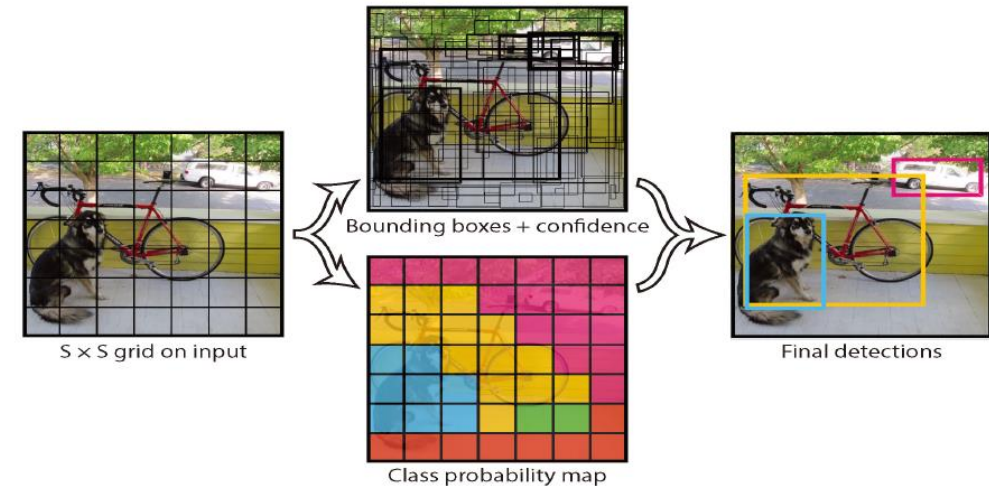 S × S grid on input
Bounding boxes + confidence
Class probability map
Final detections